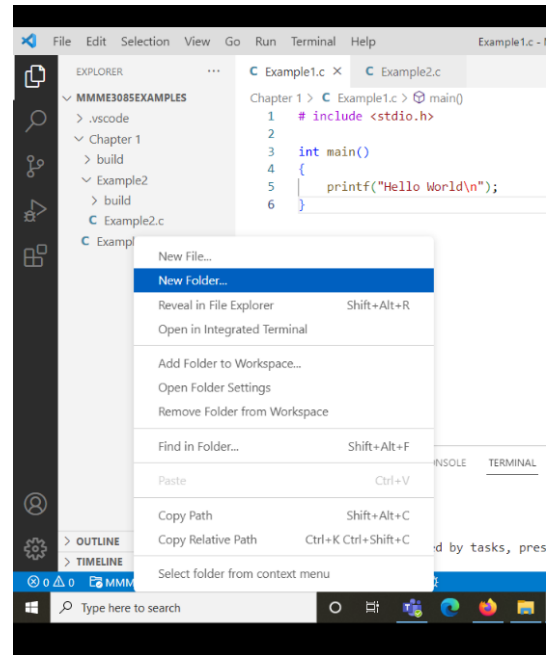 File Edit Selection View Go Run Terminal Help Example1.c -
EXPLORER ...
MMME3085EXAMPLES
.vscode
Chapter 1
build
Example2
build
C Example2.c
C Exampl
C Example1.c × C Example2.c
Chapter 1 > C Example1.c > main()
1 # include <stdio.h>
2
3 int main()
4 {
5 printf("Hello World\n");
6 }
New File...
New Folder...
Reveal in File Explorer Shift+Alt+R
Open in Integrated Terminal
Add Folder to Workspace...
Open Folder Settings
Remove Folder from Workspace
Find in Folder... Shift+Alt+F
Paste Ctrl+V
Copy Path Shift+Alt+C
Copy Relative Path Ctrl+K Ctrl+Shift+C
Select folder from context menu
NSOLE TERMINAL
d by tasks, pres
OUTLINE
TIMELINE
0 0 MMM
Type here to search